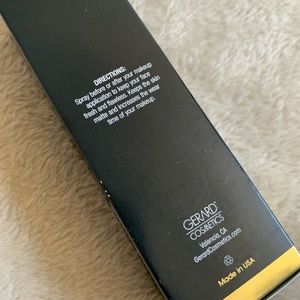 DIRECTIONS:
Spray before or after your makeup
application to keep your face
fresh and flawless. Keeps the skin
matte and increases the wear
time of your makeup.
GERARD
COSMETICS
Valencia, CA
GerardCosmetics.com
Made in USA